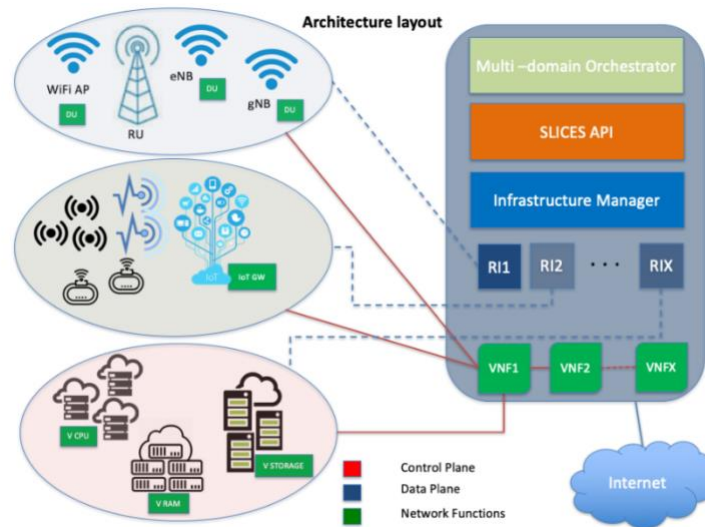 Architecture layout
WiFi AP
DU
RU
eNB
DU
gNB
DU
Multi –domain Orchestrator
SLICES API
Infrastructure Manager
RI1
RI2
· · ·
RIX
IoT
IoT GW
VNF1
VNF2
VNFX
V CPU
V RAM
V STORAGE
Control Plane
Data Plane
Network Functions
Internet